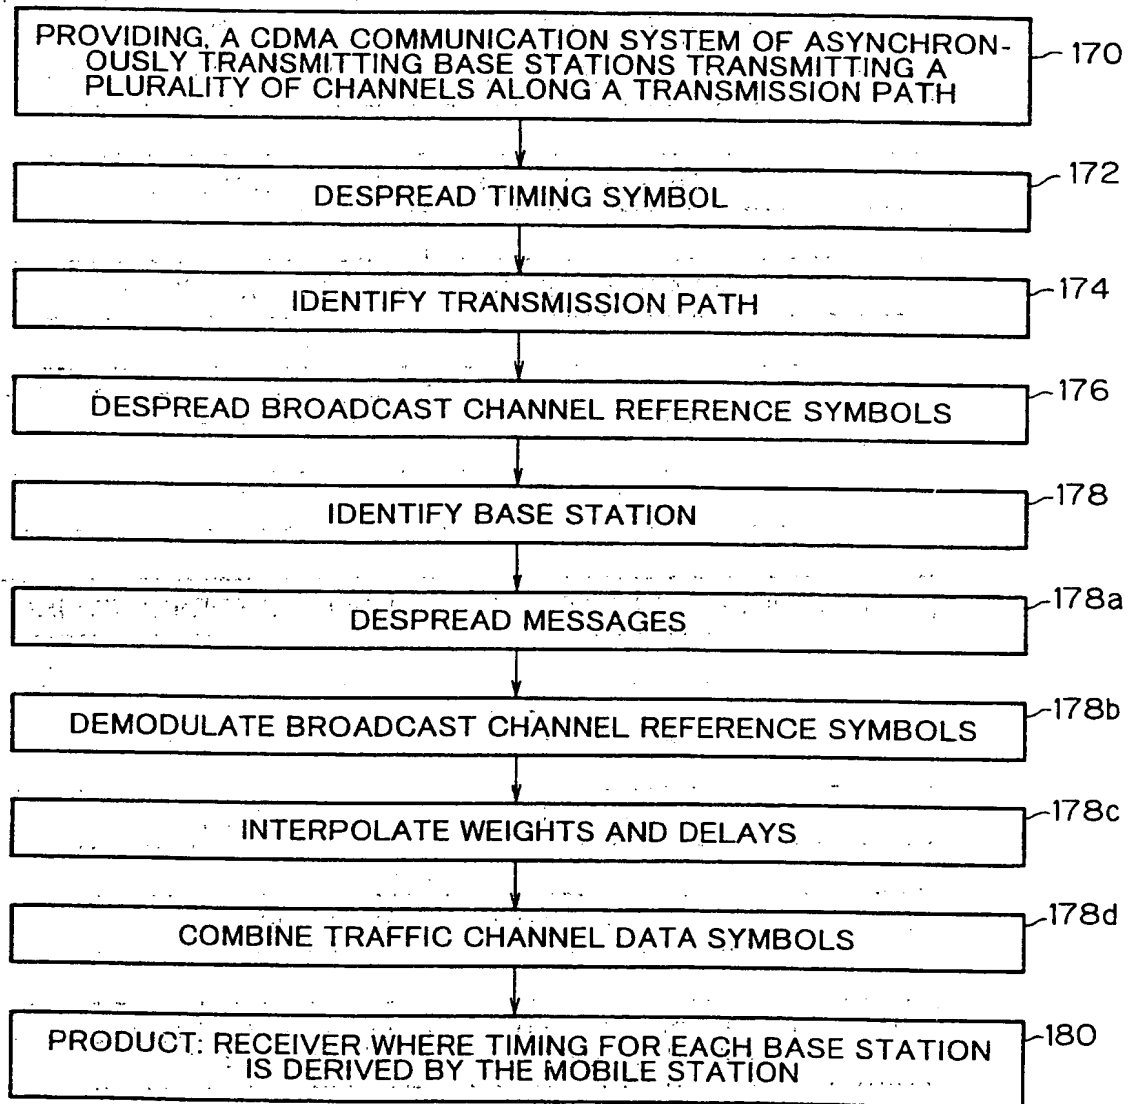 PROVIDING, A CDMA COMMUNICATION SYSTEM OF ASYNCHRON-
OUSLY TRANSMITTING BASE STATIONS TRANSMITTING A
PLURALITY OF CHANNELS ALONG A TRANSMISSION PATH
170
DESPREAD TIMING SYMBOL
172
IDENTIFY TRANSMISSION PATH
174
DESPREAD BROADCAST CHANNEL REFERENCE SYMBOLS
176
IDENTIFY BASE STATION
178
DESPREAD MESSAGES
178a
DEMODULATE BROADCAST CHANNEL REFERENCE SYMBOLS
178b
INTERPOLATE WEIGHTS AND DELAYS
178c
COMBINE TRAFFIC CHANNEL DATA SYMBOLS
178d
PRODUCT: RECEIVER WHERE TIMING FOR EACH BASE STATION
IS DERIVED BY THE MOBILE STATION
180